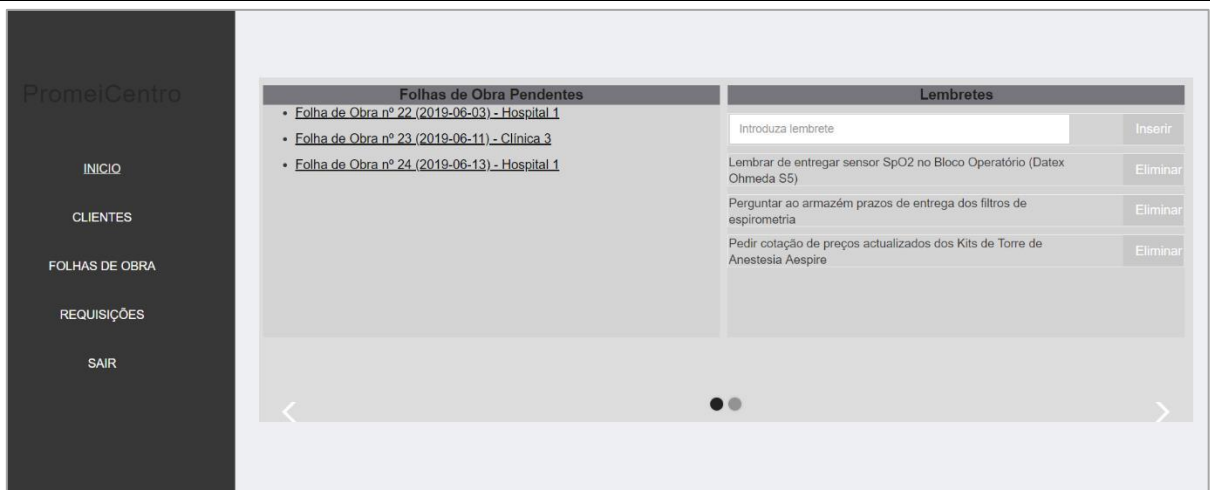 PromeiCentro
INICIO
CLIENTES
FOLHAS DE OBRA
REQUISIÇÕES
SAIR
Folhas de Obra Pendentes
• Folha de Obra nº 22 (2019-06-03) - Hospital 1
• Folha de Obra nº 23 (2019-06-11) - Clínica 3
• Folha de Obra nº 24 (2019-06-13) - Hospital 1
Lembretes
Introduza lembrete
Inserir
Lembrar de entregar sensor SpO2 no Bloco Operatório (Datex
Ohmeda S5)
Eliminar
Perguntar ao armazém prazos de entrega dos filtros de
espirometria
Eliminar
Pedir cotação de preços actualizados dos Kits de Torre de
Anestesia Aespire
Eliminar